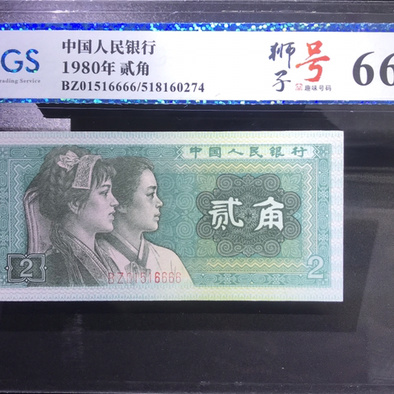 GS
ading Service
中国人民银行
1980年 贰角
BZ01516666/518160274
狮子号
趣味号码
66
中国人民银行
贰角
BZ01516666
2
2